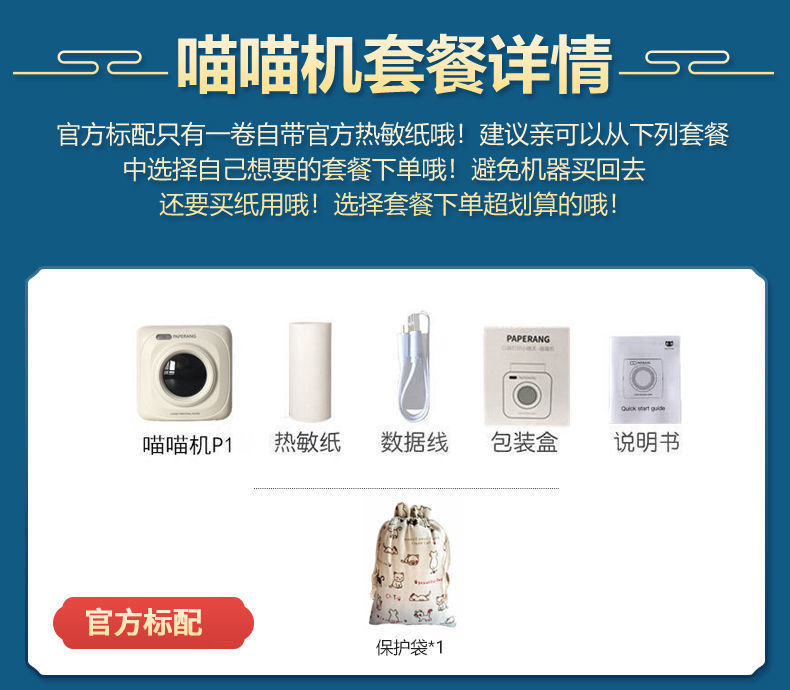 喵喵机套餐详情
官方标配只有一卷自带官方热敏纸哦！建议亲可以从下列套餐
中选择自己想要的套餐下单哦！避免机器买回去
还要买纸用哦！选择套餐下单超划算的哦！
PAPERANG
PAPERANG
PAPERANG
Quick start guide
喵喵机P1
热敏纸
数据线
包装盒
说明书
官方标配
保护袋*1